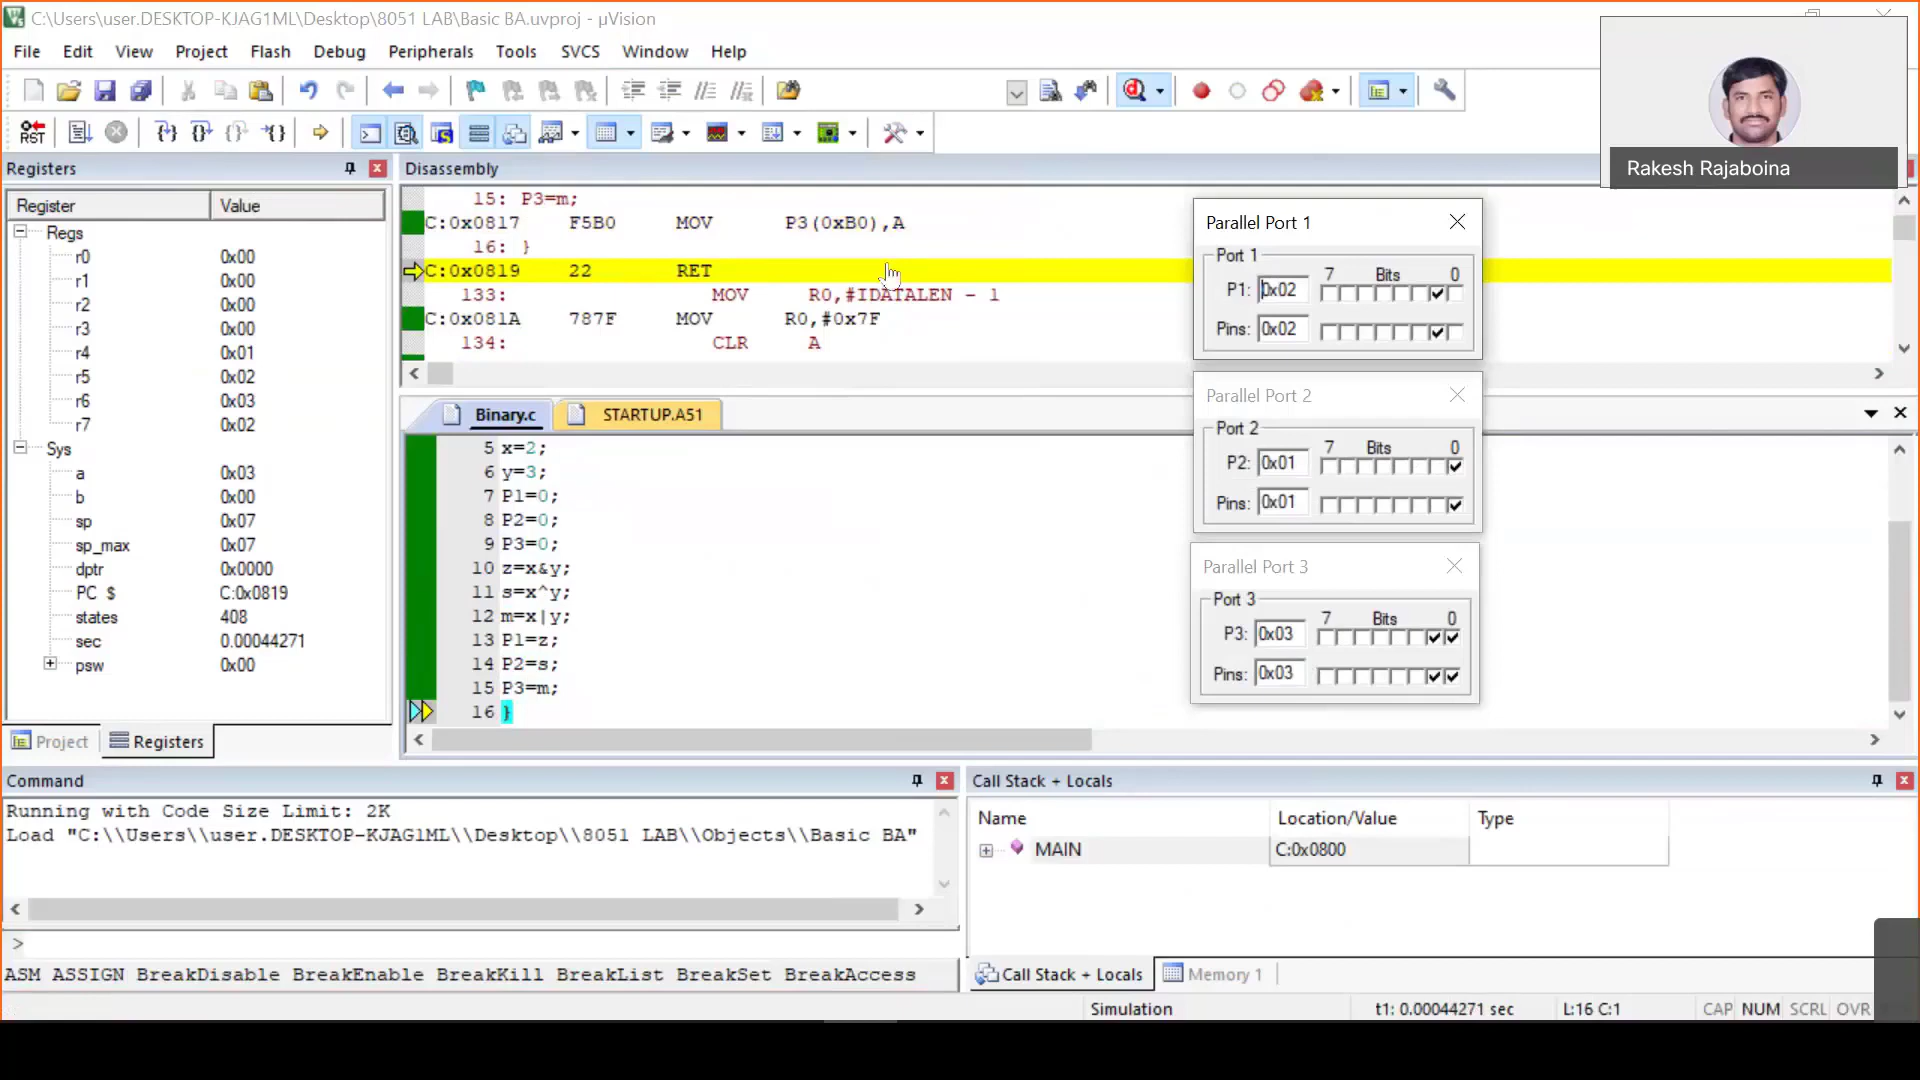 C:\Users\user.DESKTOP-KJAG1ML\Desktop\8051 LAB\Basic BA.uvproj - µVision
File Edit View Project Flash Debug Peripherals Tools SVCS Window Help
RST
Rakesh Rajaboina
Registers
Register Value
Regs
r0 0x00
r1 0x00
r2 0x00
r3 0x00
r4 0x01
r5 0x02
r6 0x03
r7 0x02
Sys
a 0x03
b 0x00
sp 0x07
sp_max 0x07
dptr 0x0000
PC $ C:0x0819
states 408
sec 0.00044271
psw 0x00
Project Registers
Disassembly
15: P3=m;
C:0x0817 F5B0 MOV P3(0xB0),A
16: }
C:0x0819 22 RET
133: MOV R0,#IDATALEN - 1
C:0x081A 787F MOV R0,#0x7F
134: CLR A
Binary.c STARTUP.A51
5 x=2;
6 y=3;
7 P1=0;
8 P2=0;
9 P3=0;
10 z=x&y;
11 s=x^y;
12 m=x|y;
13 P1=z;
14 P2=s;
15 P3=m;
16 }
Parallel Port 1
Port 1
7 Bits 0
P1: 0x02
Pins: 0x02
Parallel Port 2
Port 2
7 Bits 0
P2: 0x01
Pins: 0x01
Parallel Port 3
Port 3
7 Bits 0
P3: 0x03
Pins: 0x03
Command
Running with Code Size Limit: 2K
Load "C:\\Users\\user.DESKTOP-KJAG1ML\\Desktop\\8051 LAB\\Objects\\Basic BA"
>
ASM ASSIGN BreakDisable BreakEnable BreakKill BreakList BreakSet BreakAccess
Call Stack + Locals
Name Location/Value Type
MAIN C:0x0800
Call Stack + Locals Memory 1
Simulation t1: 0.00044271 sec L:16 C:1 CAP NUM SCRL OVR